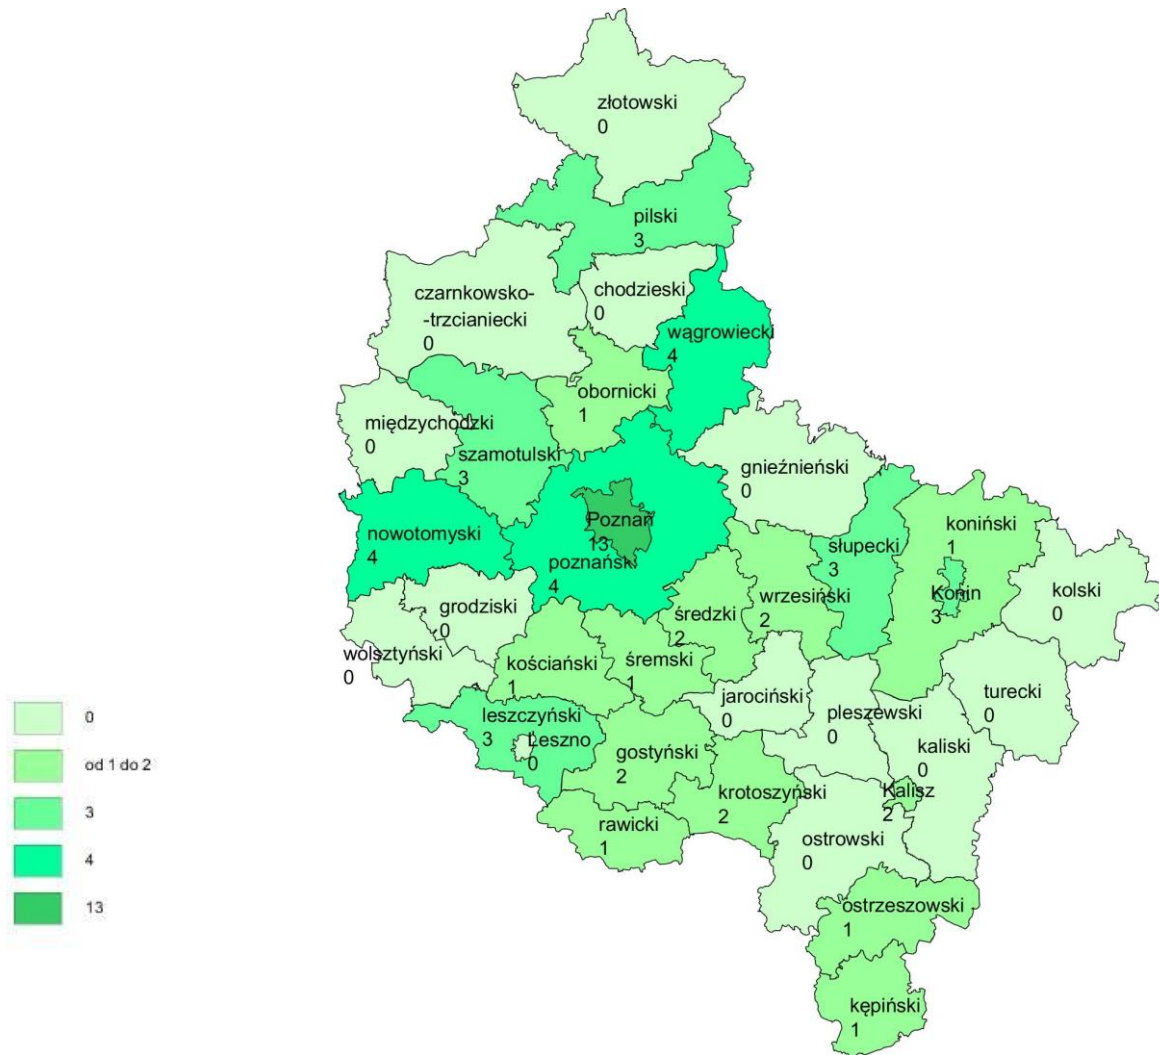 złotowski
0
pilski
3
chodzieski
0
czarnkowsko-
-trzcianiecki
0
wągrowiecki
4
obornicki
1
międzychodzki
0
szamotulski
3
gnieźnieński
0
nowotomyski
4
Poznań
13
poznański
4
słupecki
3
koniński
1
Konin
3
kolski
0
grodziski
0
średzki
2
wrzesiński
2
wolsztyński
0
kościański
1
śremski
1
jarociński
0
pleszewski
0
turecki
0
kaliski
0
leszczyński
3
Leszno
0
gostyński
2
krotoszyński
2
Kalisz
2
rawicki
1
ostrowski
0
ostrzeszowski
1
kępiński
1
0
od 1 do 2
3
4
13